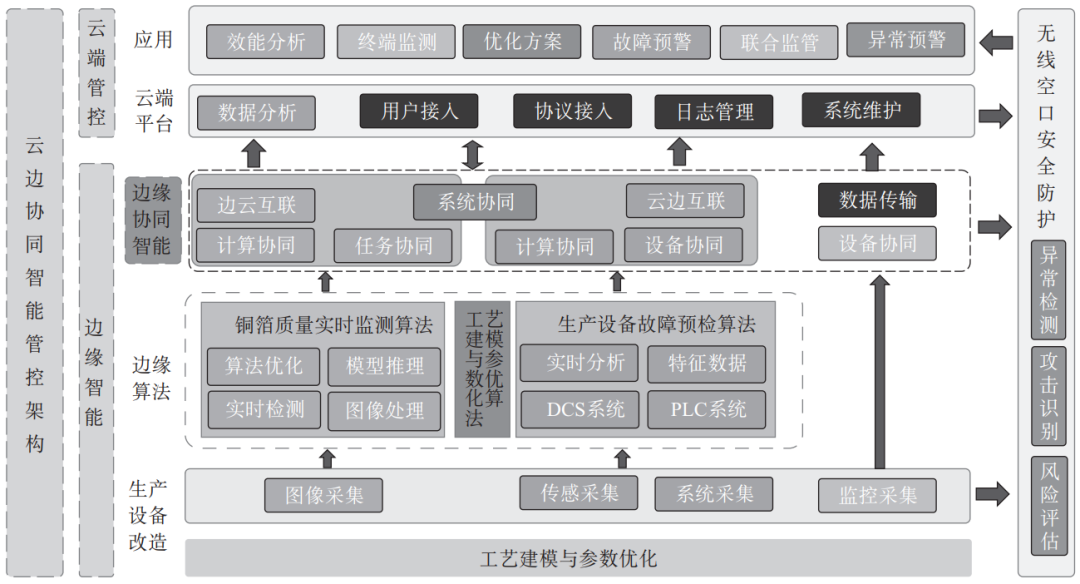 云边协同智能管控架构
云端管控
应用
效能分析
终端监测
优化方案
故障预警
联合监管
异常预警
云端
平台
数据分析
用户接入
协议接入
日志管理
系统维护
边缘智能
边缘
协同
智能
边云互联
系统协同
云边互联
数据传输
计算协同
任务协同
计算协同
设备协同
设备协同
边缘
算法
铜箔质量实时监测算法
算法优化
模型推理
实时检测
图像处理
工艺
建模
与参
数优
化算
法
生产设备故障预检算法
实时分析
特征数据
DCS系统
PLC系统
生产
设备
改造
图像采集
传感采集
系统采集
监控采集
工艺建模与参数优化
无线空口安全防护
异常检测
攻击识别
风险评估